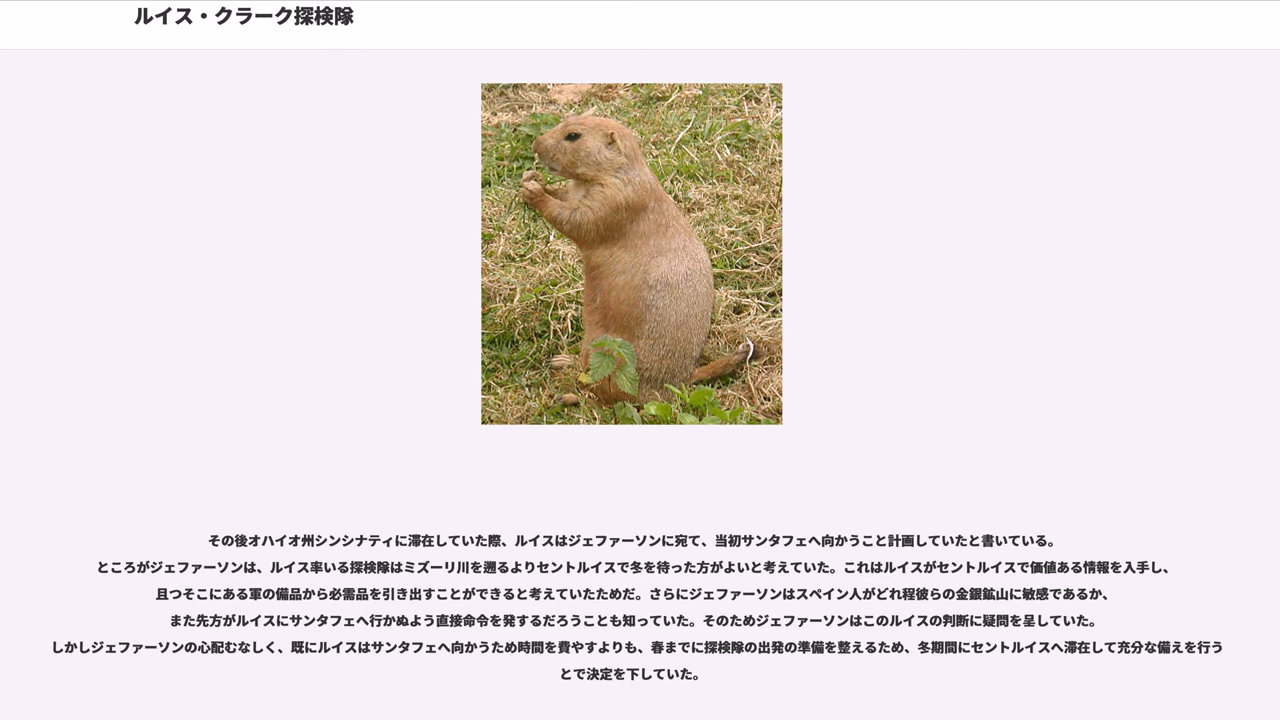 ルイス・クラーク探検隊
その後オハイオ州シンシナティに滞在していた際、ルイスはジェファーソンに宛て、当初サンタフェへ向かうこと計画していたと書いている。
ところがジェファーソンは、ルイス率いる探検隊はミズーリ川を遡るよりセントルイスで冬を待った方がよいと考えていた。これはルイスがセントルイスで価値ある情報を入手し、
且つそこにある軍の備品から必需品を引き出すことができると考えていたためだ。さらにジェファーソンはスペイン人がどれ程彼らの金銀鉱山に敏感であるか、
また先方がルイスにサンタフェへ行かぬよう直接命令を発するだろうことも知っていた。そのためジェファーソンはこのルイスの判断に疑問を呈していた。
しかしジェファーソンの心配むなしく、既にルイスはサンタフェへ向かうため時間を費やすよりも、春までに探検隊の出発の準備を整えるため、冬期間にセントルイスへ滞在して充分な備えを行う
とで決定を下していた。